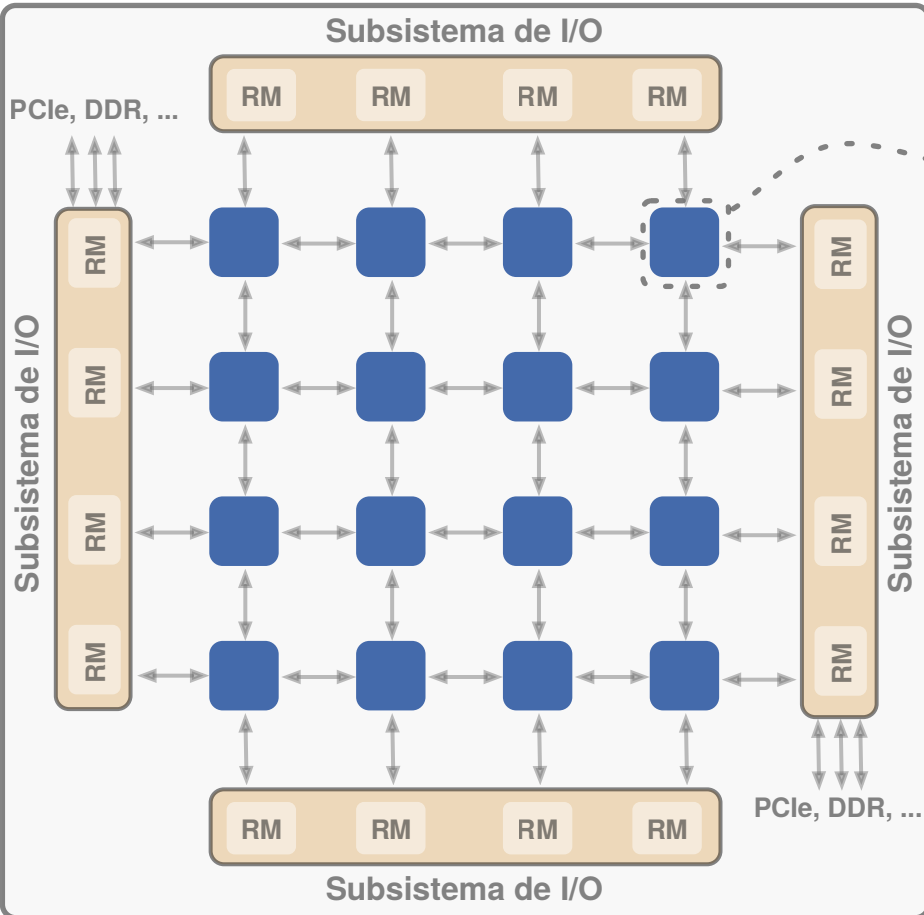 Subsistema de I/O
RM RM RM RM
PCIe, DDR, ...
Subsistema de I/O
RM
RM
RM
RM
RM
RM
RM
RM
Subsistema de I/O
PCIe, DDR, ...
RM RM RM RM
Subsistema de I/O